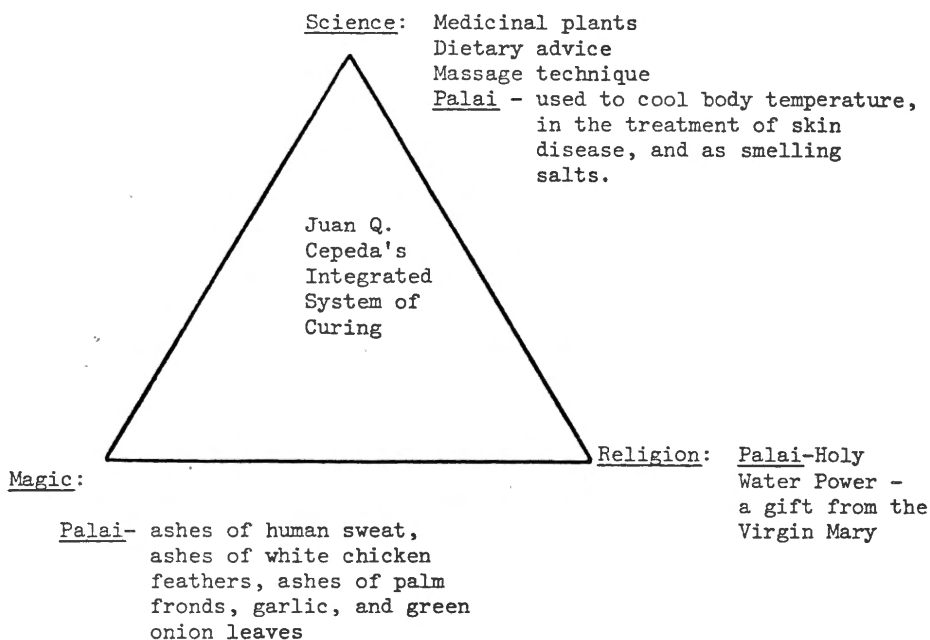 Science: Medicinal plants
Dietary advice
Massage technique
Palai - used to cool body temperature,
in the treatment of skin
disease, and as smelling
salts.
Juan Q.
Cepeda's
Integrated
System of
Curing
Magic:
Palai- ashes of human sweat,
ashes of white chicken
feathers, ashes of palm
fronds, garlic, and green
onion leaves
Religion: Palai-Holy
Water Power -
a gift from the
Virgin Mary